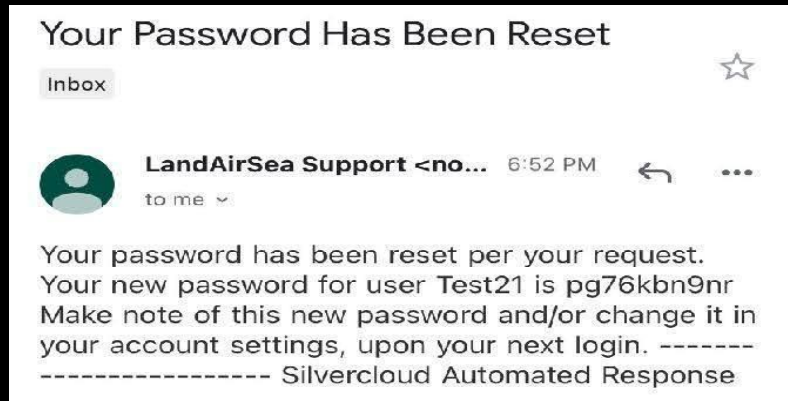 Your Password Has Been Reset
Inbox
LandAirSea Support <no... 6:52 PM
to me
Your password has been reset per your request.
Your new password for user Test21 is pg76kbn9nr
Make note of this new password and/or change it in
your account settings, upon your next login. -------
----------------- Silvercloud Automated Response